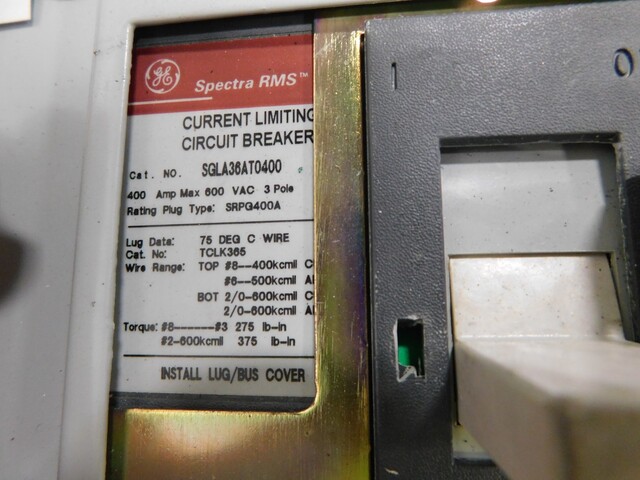 GE Spectra RMS™
CURRENT LIMITING
CIRCUIT BREAKER
Cat. NO. SGLA36AT0400
400 Amp Max 600 VAC 3 Pole
Rating Plug Type: SRPG400A
Lug Data: 75 DEG C WIRE
Cat. No: TCLK365
Wire Range: TOP #8--400kcmil C
#6--500kcmil Al
BOT 2/0-600kcmil C
2/0-600kcmil Al
Torque: #8------#3 275 lb-in
#2-600kcmil 375 lb-in
INSTALL LUG/BUS COVER
I O